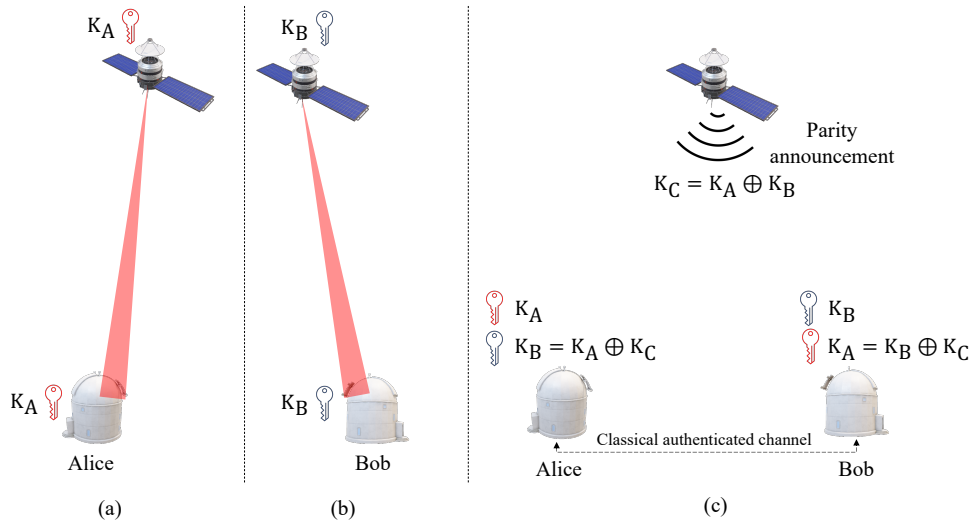 K_A
K_A
Alice
(a)
K_B
K_B
Bob
(b)
Parity
announcement
K_C = K_A ⊕ K_B
K_A
K_B = K_A ⊕ K_C
K_B
K_A = K_B ⊕ K_C
Classical authenticated channel
Alice
Bob
(c)